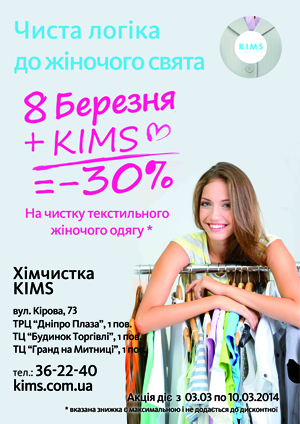 Чиста логіка
до жіночого свята
KIMS
8 Березня
+ KIMS
= -30%
На чистку текстильного
жіночого одягу *
Хімчистка
KIMS
вул. Кірова, 73
ТРЦ “Дніпро Плаза”, 1 пов.
ТЦ “Будинок Торгівлі”, 1 пов.
ТЦ “Гранд на Митниці”, 1 пов.
тел.: 36-22-40
kims.com.ua
Акція діє з 03.03 по 10.03.2014
* вказана знижка є максимальною і не додається до дисконтної